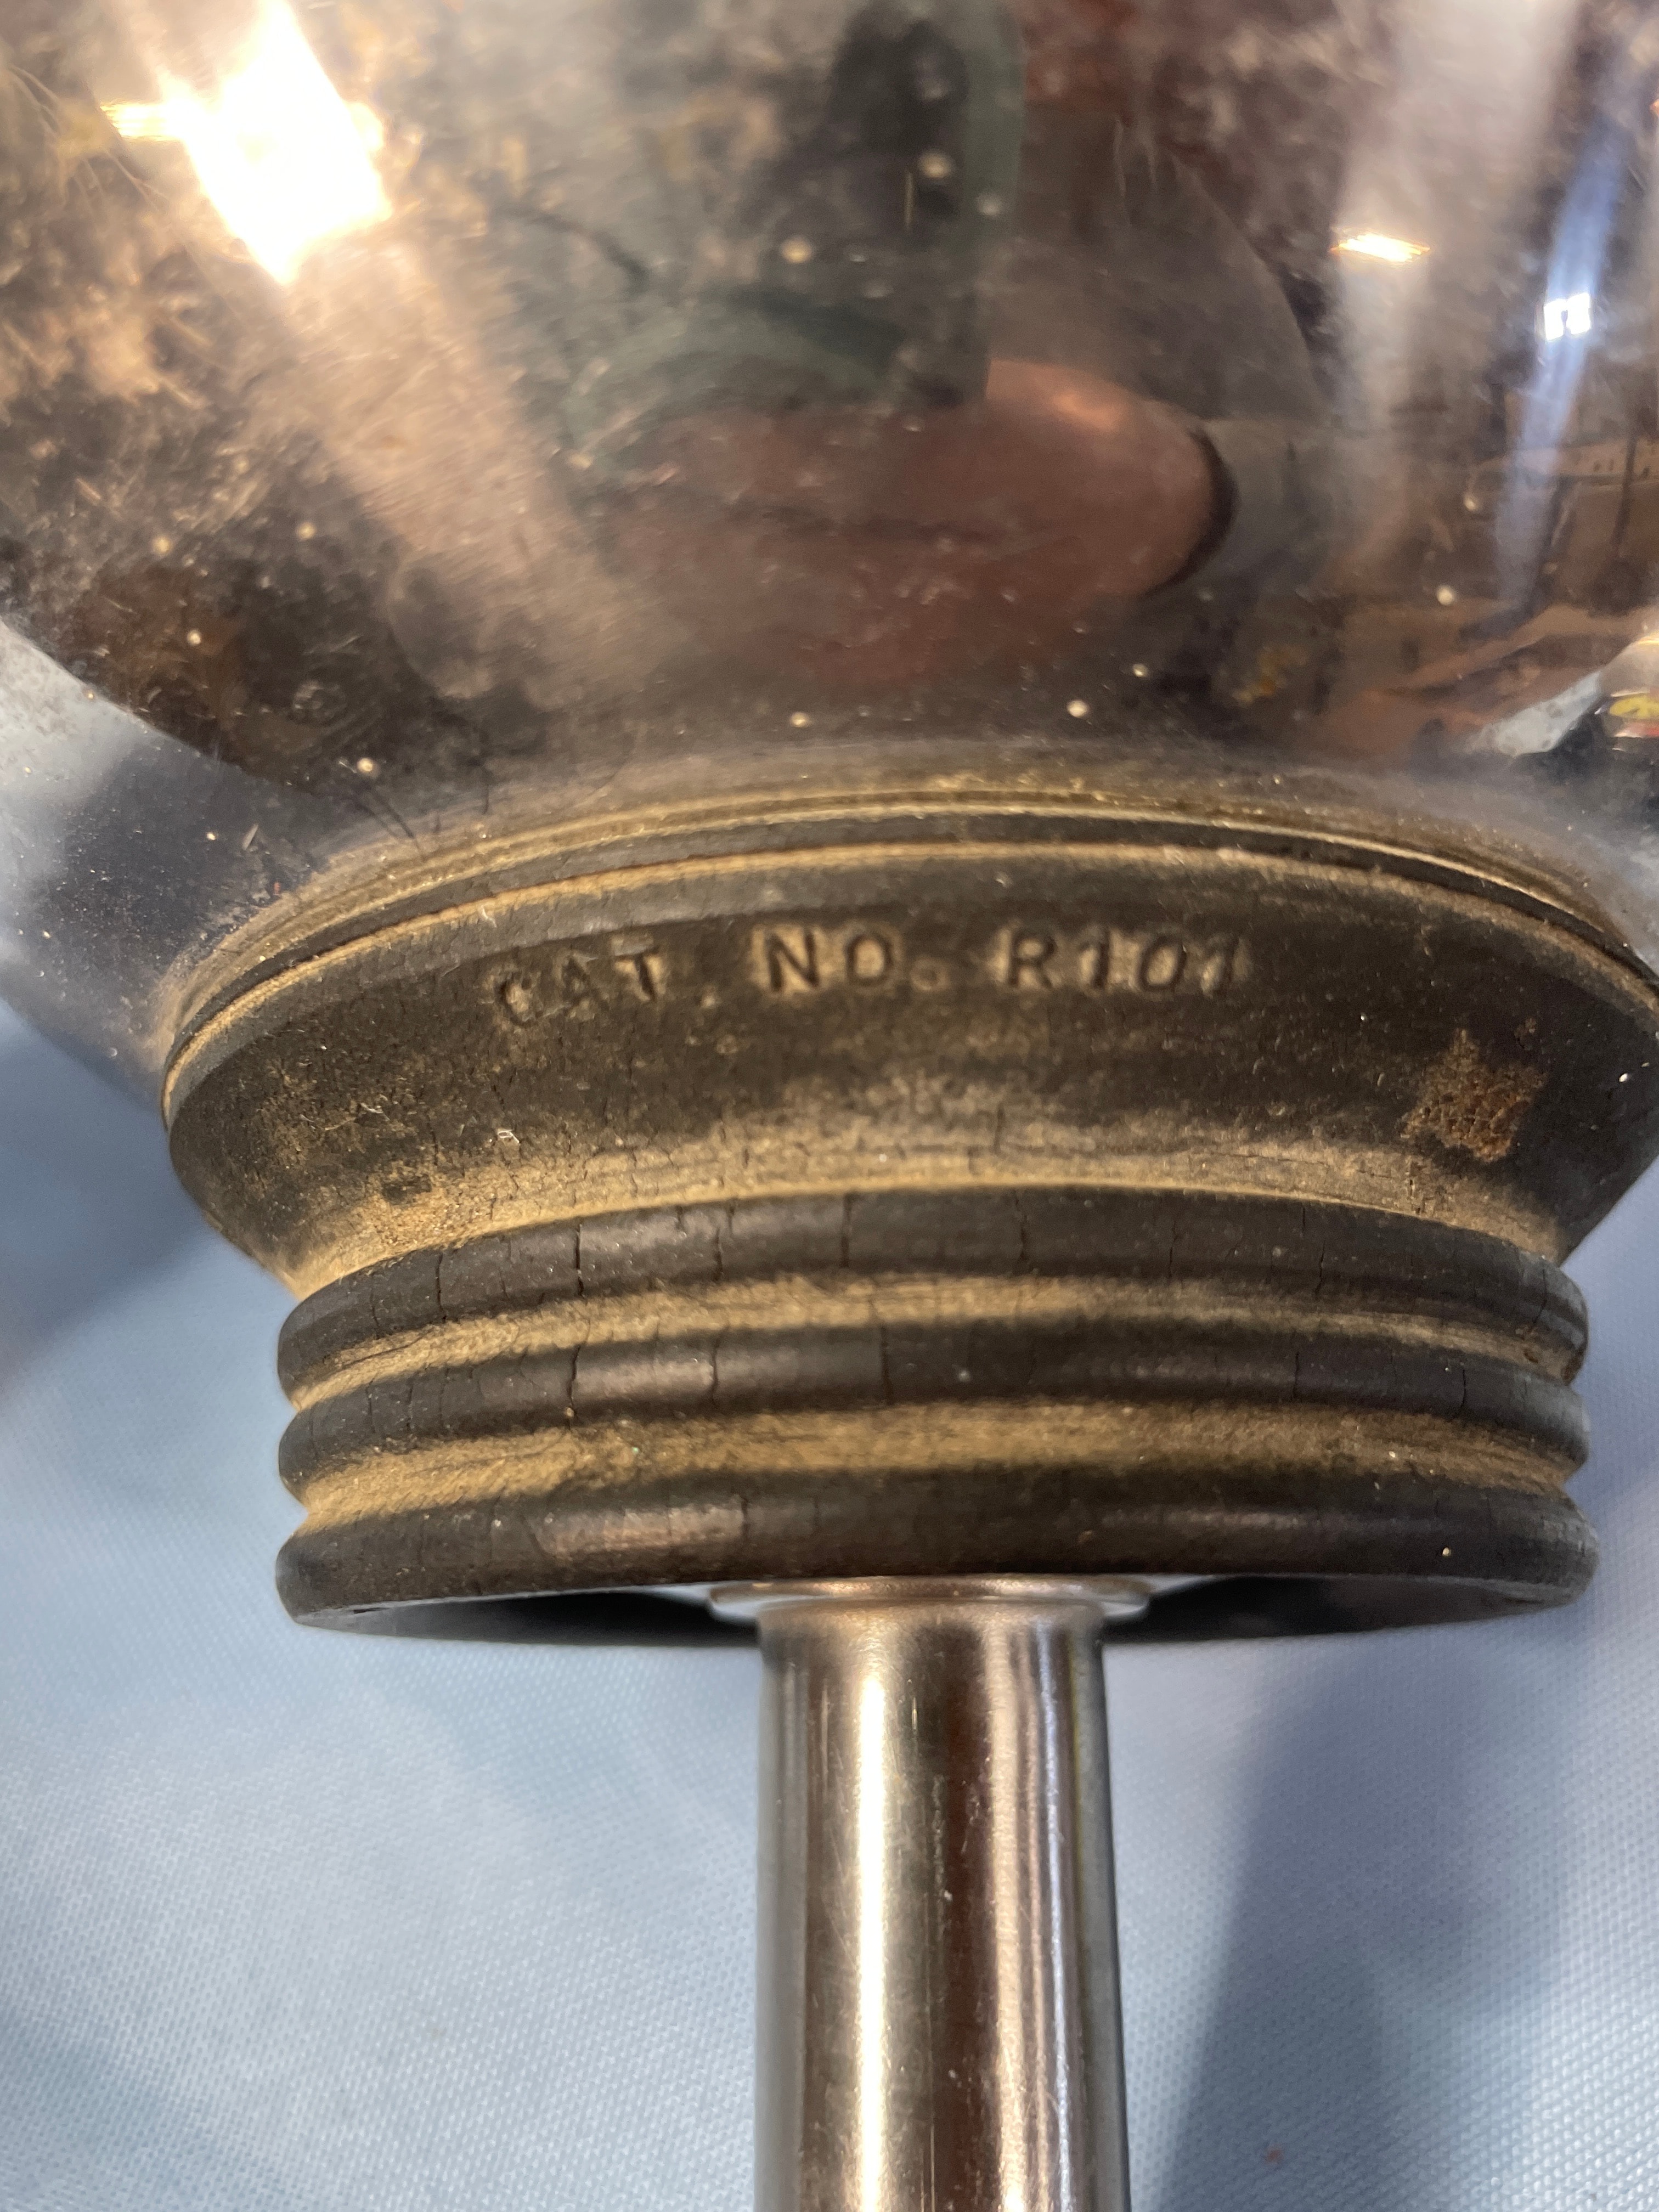 CAT. NO. R101